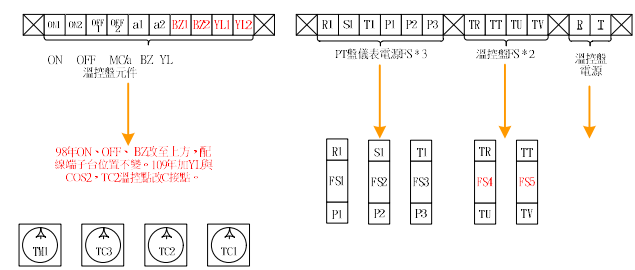 ON1 ON2 OFF1 OFF2 a1 a2 BZ1 BZ2 YL1 YL2
R1 S1 T1 P1 P2 P3 TR TT TU TV R T
ON OFF MCa BZ YL
溫控盤元件
PT盤儀表電源FS*3
溫控盤FS*2
溫控盤
電源
98年ON、OFF、BZ改至上方，配
線端子台位置不變。109年加YL與
COS2，TC2溫控點改C接點。
R1 S1 T1 TR TT
FS1 FS2 FS3 FS4 FS5
P1 P2 P3 TU TV
TM1 TC3 TC2 TC1